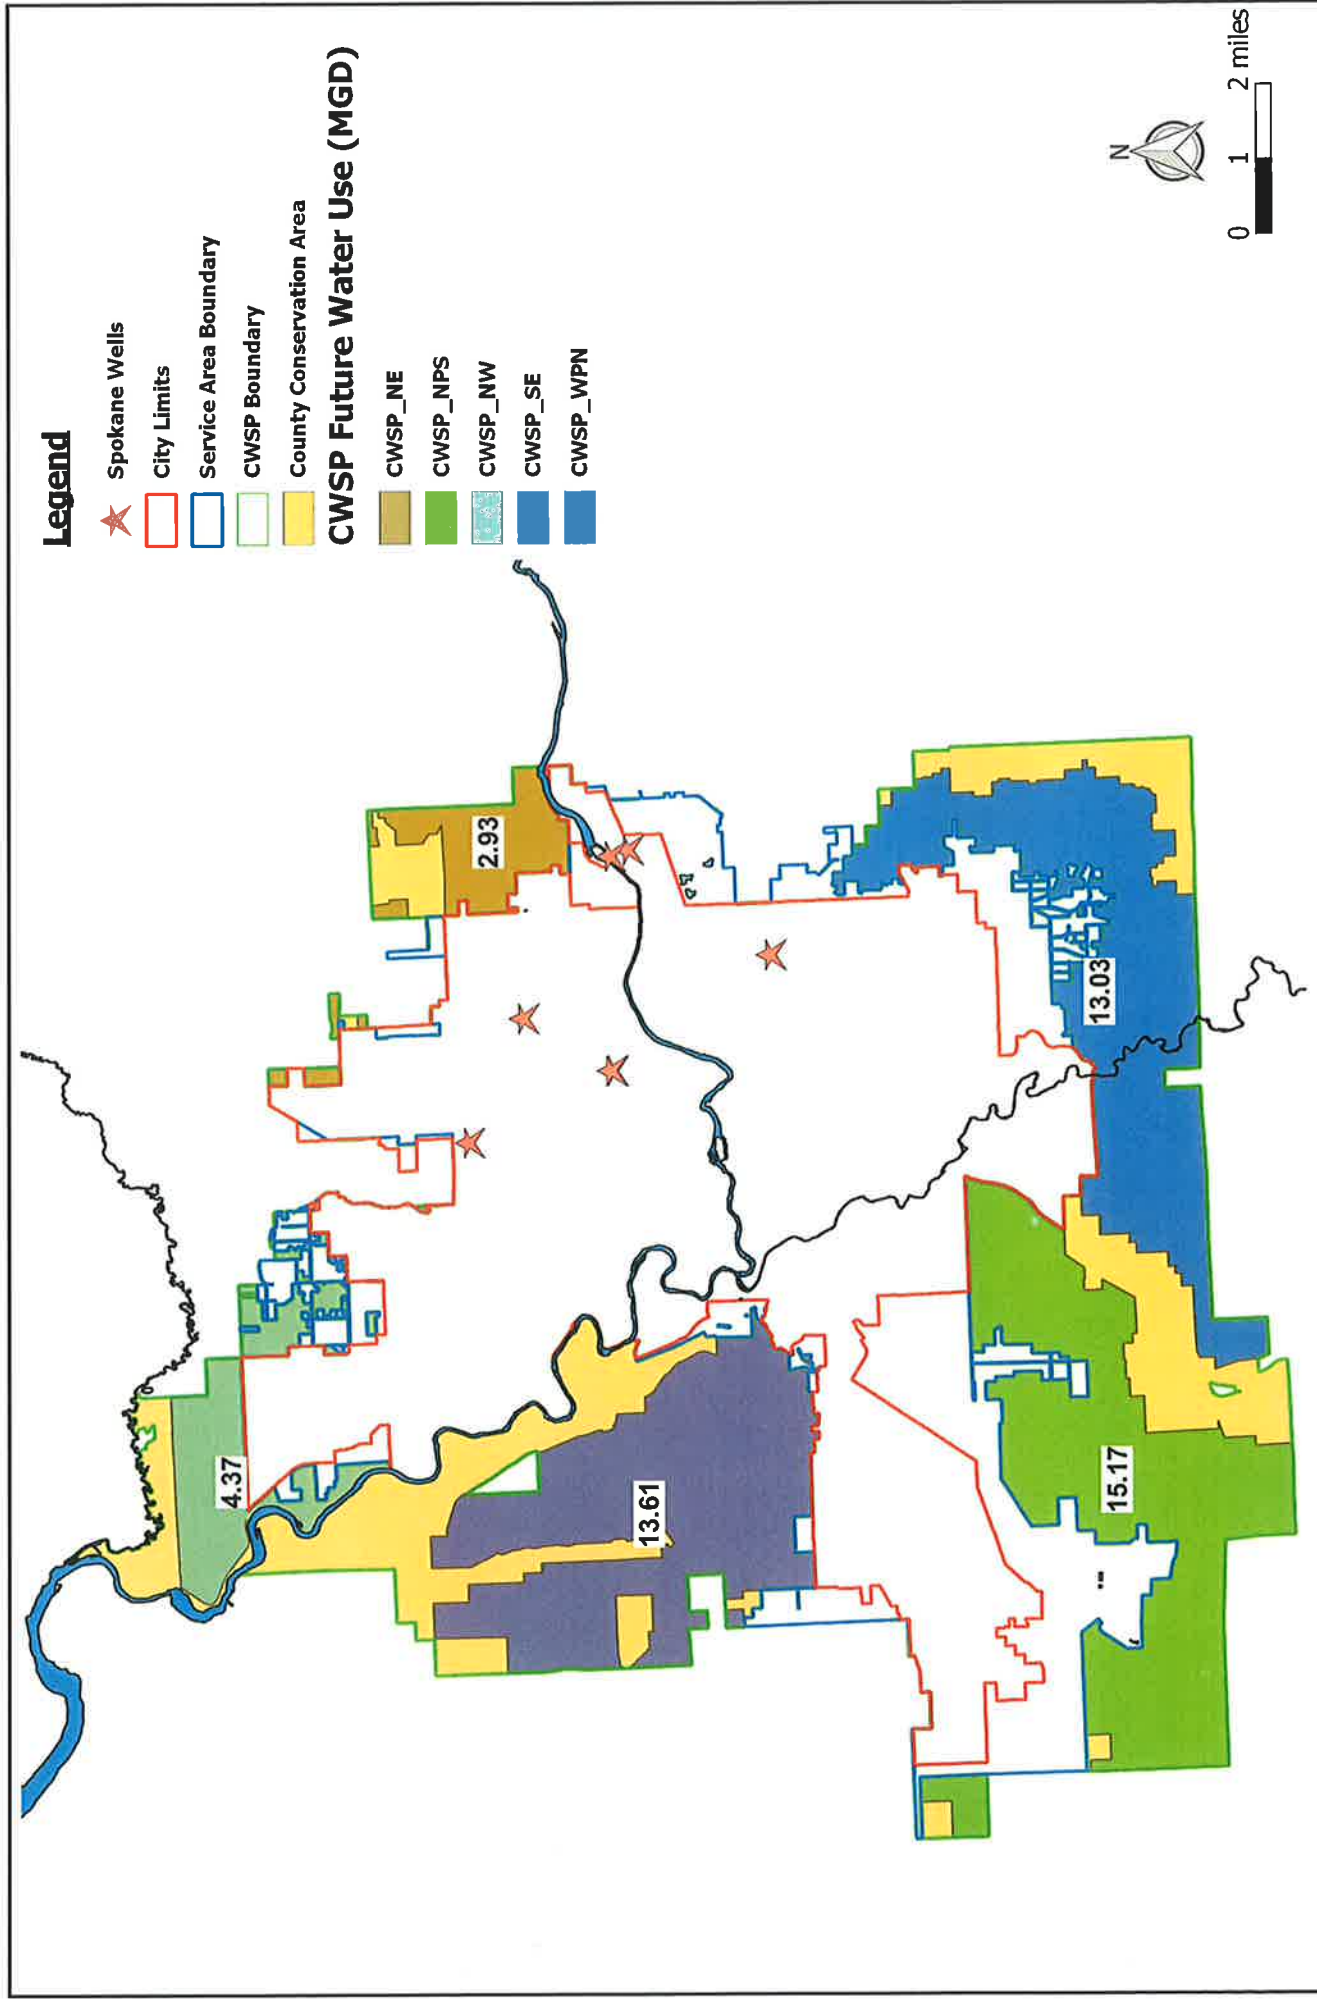 Legend
Spokane Wells
City Limits
Service Area Boundary
CWSP Boundary
County Conservation Area
CWSP Future Water Use (MGD)
CWSP_NE
CWSP_NPS
CWSP_NW
CWSP_SE
CWSP_WPN
4.37
2.93
13.61
13.03
15.17
N
0 1 2 miles